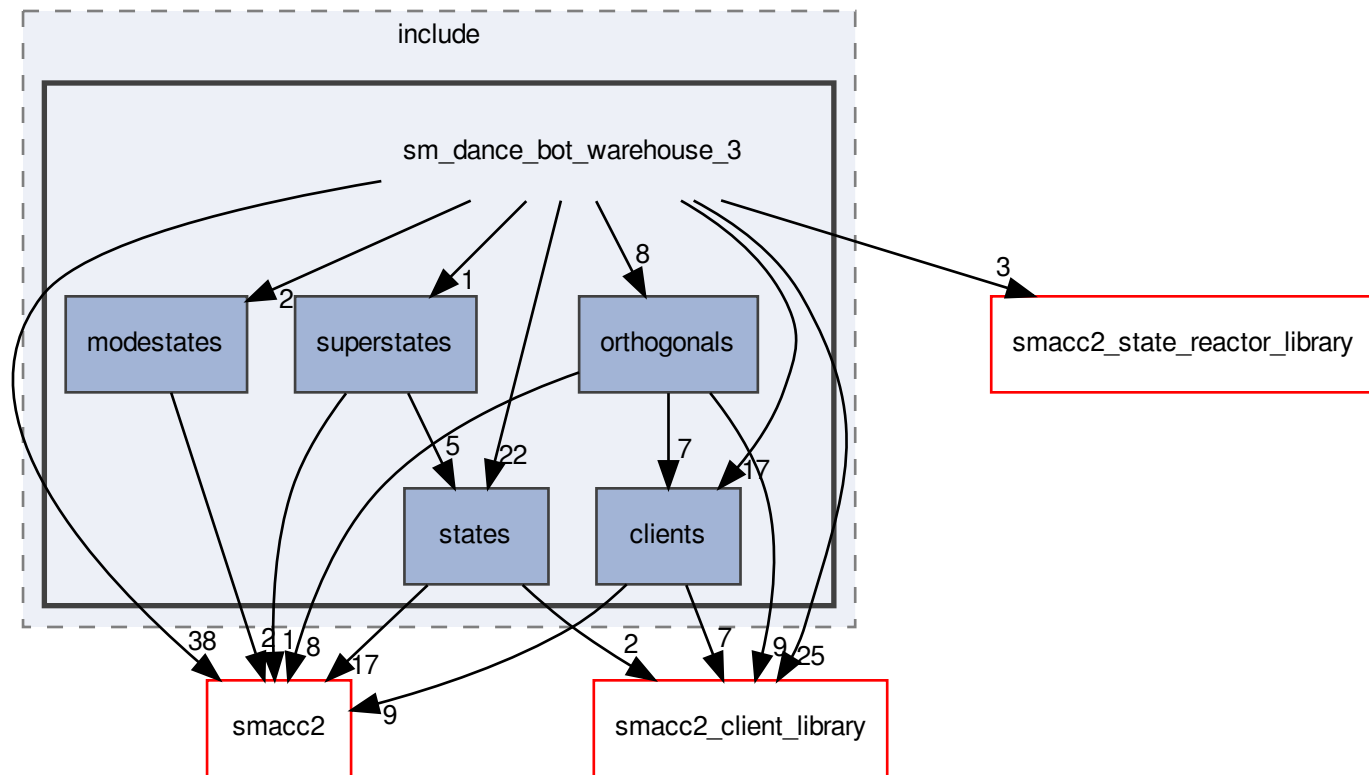 include
sm_dance_bot_warehouse_3
8
3
2
1
modestates
superstates
orthogonals
smacc2_state_reactor_library
5
22
7
17
states
clients
38
2
1
8
17
2
7
9
25
9
smacc2
smacc2_client_library